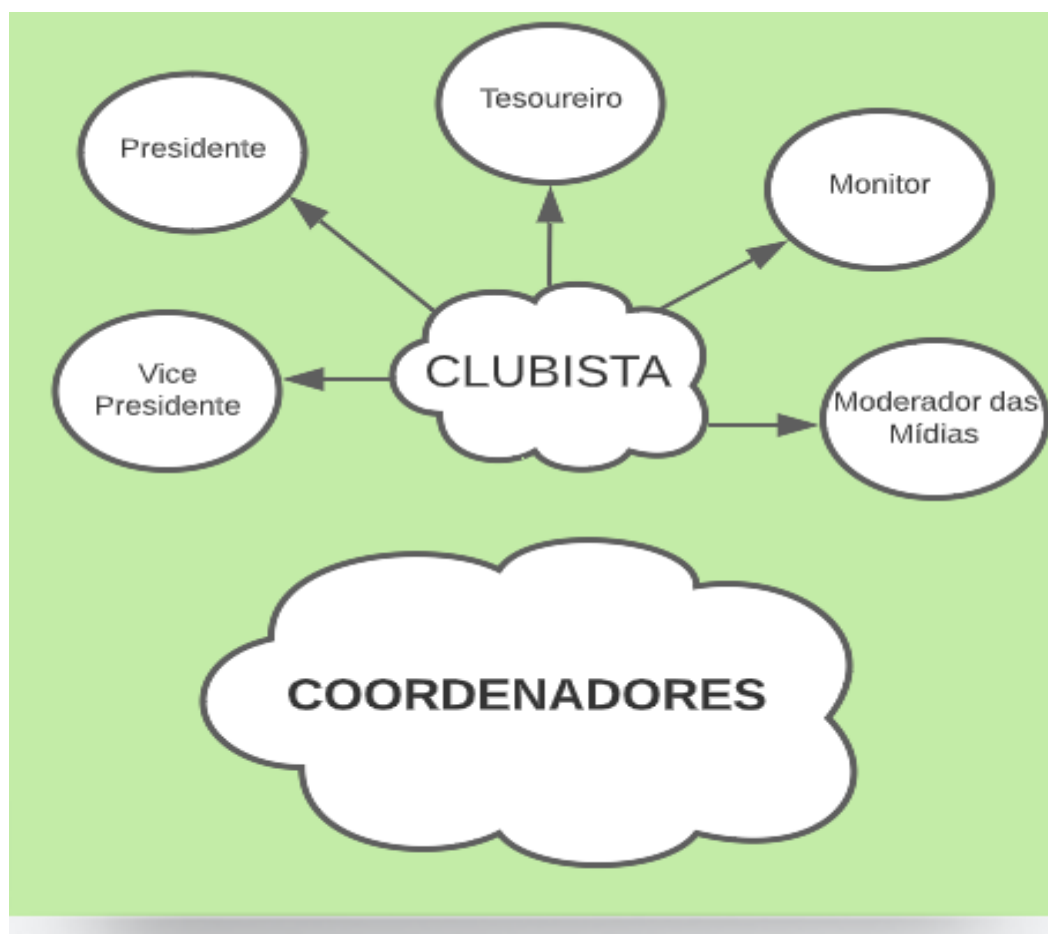 Tesoureiro
Presidente
Monitor
CLUBISTA
Vice
Presidente
Moderador das
Mídias
COORDENADORES